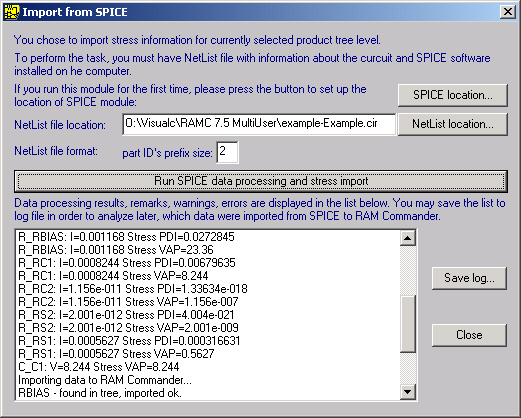 Import from SPICE
You chose to import stress information for currently selected product tree level.
To perform the task, you must have NetList file with information about the curcuit and SPICE software
installed on he computer.
If you run this module for the first time, please press the button to set up the
location of SPICE module:
SPICE location...
NetList file location:
O:\Visualc\RAMC 7.5 MultiUser\example-Example.cir
NetList location...
NetList file format:
part ID's prefix size:
2
Run SPICE data processing and stress import
Data processing results, remarks, warnings, errors are displayed in the list below. You may save the list to
log file in order to analyze later, which data were imported from SPICE to RAM Commander.
R_RBIAS: I=0.001168 Stress PDI=0.0272845
R_RBIAS: I=0.001168 Stress VAP=23.36
R_RC1: I=0.0008244 Stress PDI=0.00679635
R_RC1: I=0.0008244 Stress VAP=8.244
R_RC2: I=1.156e-011 Stress PDI=1.33634e-018
R_RC2: I=1.156e-011 Stress VAP=1.156e-007
R_RS2: I=2.001e-012 Stress PDI=4.004e-021
R_RS2: I=2.001e-012 Stress VAP=2.001e-009
R_RS1: I=0.0005627 Stress PDI=0.000316631
R_RS1: I=0.0005627 Stress VAP=0.5627
C_C1: V=8.244 Stress VAP=8.244
Importing data to RAM Commander...
RBIAS - found in tree, imported ok.
Save log...
Close